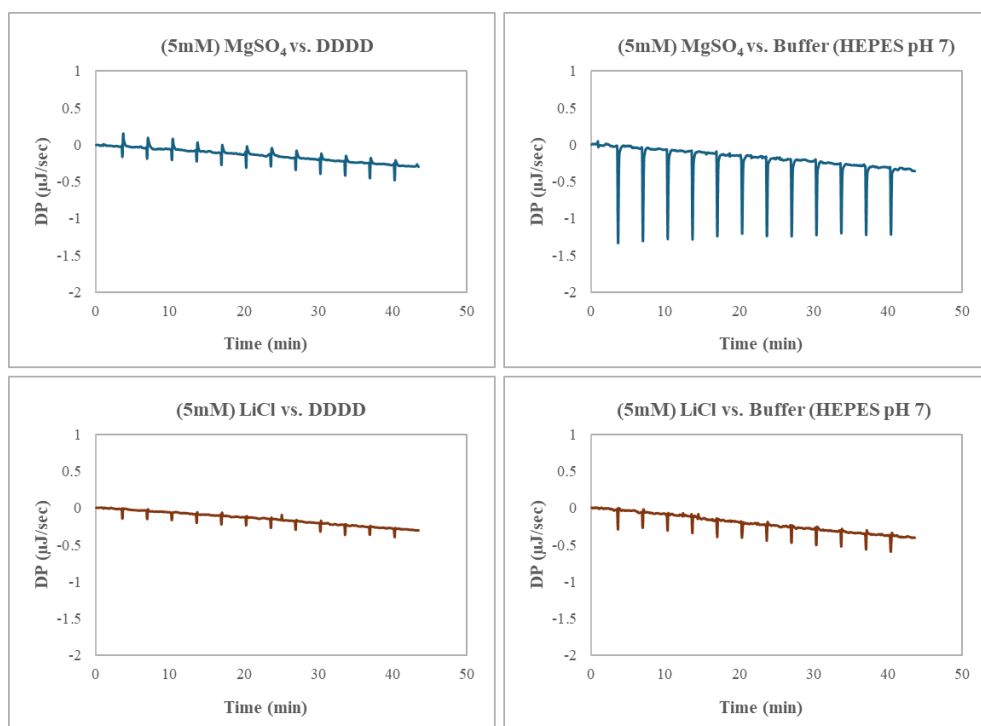 (5mM) MgSO₄ vs. DDDD
1
0.5
0
-0.5
-1
-1.5
-2
DP (µJ/sec)
0 10 20 30 40 50
Time (min)
(5mM) MgSO₄ vs. Buffer (HEPES pH 7)
1
0.5
0
-0.5
-1
-1.5
-2
DP (µJ/sec)
0 10 20 30 40 50
Time (min)
(5mM) LiCl vs. DDDD
1
0.5
0
-0.5
-1
-1.5
-2
DP (µJ/sec)
0 10 20 30 40 50
Time (min)
(5mM) LiCl vs. Buffer (HEPES pH 7)
1
0.5
0
-0.5
-1
-1.5
-2
DP (µJ/sec)
0 10 20 30 40 50
Time (min)